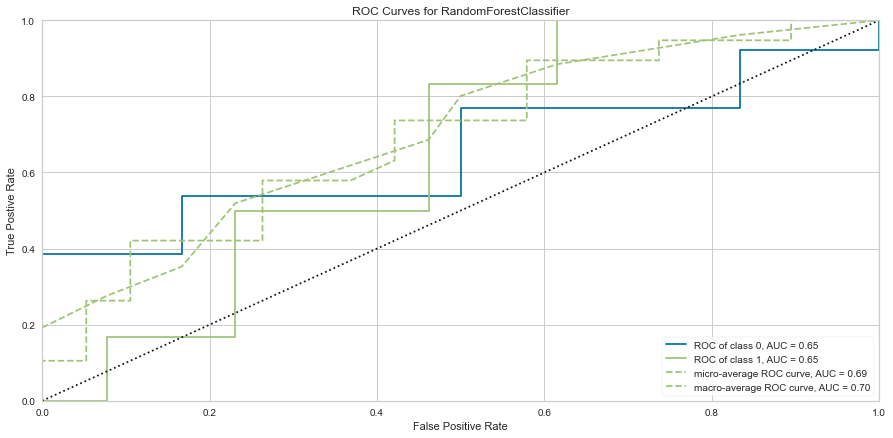 ROC Curves for RandomForestClassifier
1.0
0.8
0.6
0.4
0.2
0.0
True Postive Rate
0.0 0.2 0.4 0.6 0.8 1.0
False Positive Rate
ROC of class 0, AUC = 0.65
ROC of class 1, AUC = 0.65
micro-average ROC curve, AUC = 0.69
macro-average ROC curve, AUC = 0.70